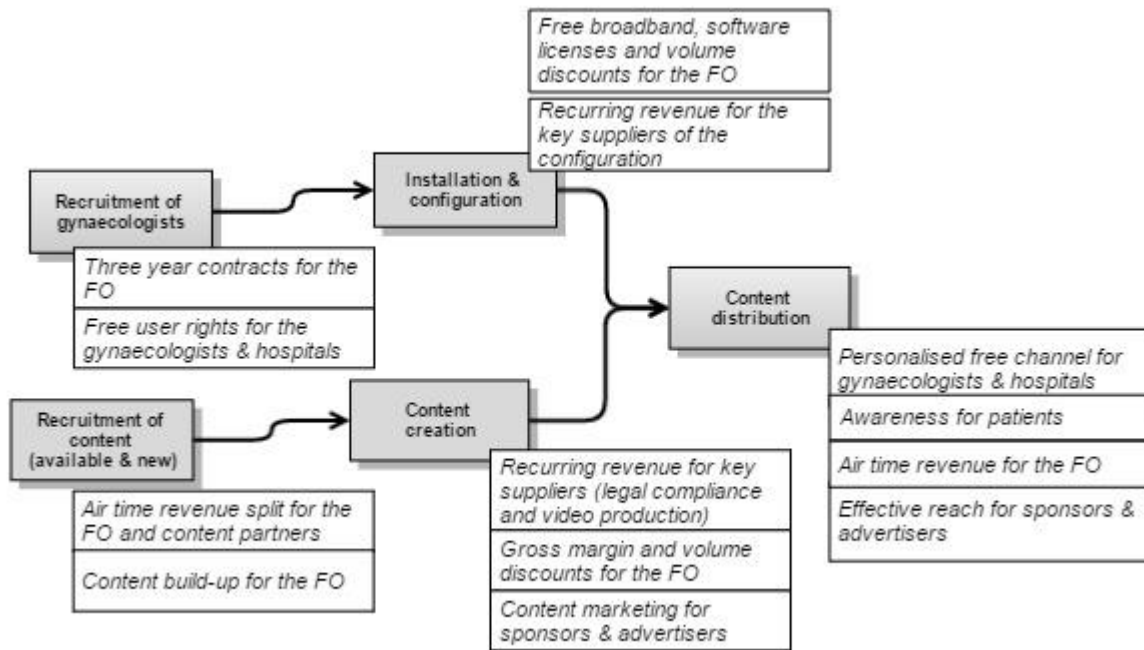 Free broadband, software
licenses and volume
discounts for the FO
Recurring revenue for the
key suppliers of the
configuration
Recruitment of
gynaecologists
Installation &
configuration
Three year contracts for the
FO
Free user rights for the
gynaecologists & hospitals
Content
distribution
Personalised free channel for
gynaecologists & hospitals
Awareness for patients
Air time revenue for the FO
Effective reach for sponsors &
advertisers
Recruitment of
content
(available & new)
Content
creation
Air time revenue split for the
FO and content partners
Content build-up for the FO
Recurring revenue for key
suppliers (legal compliance
and video production)
Gross margin and volume
discounts for the FO
Content marketing for
sponsors & advertisers